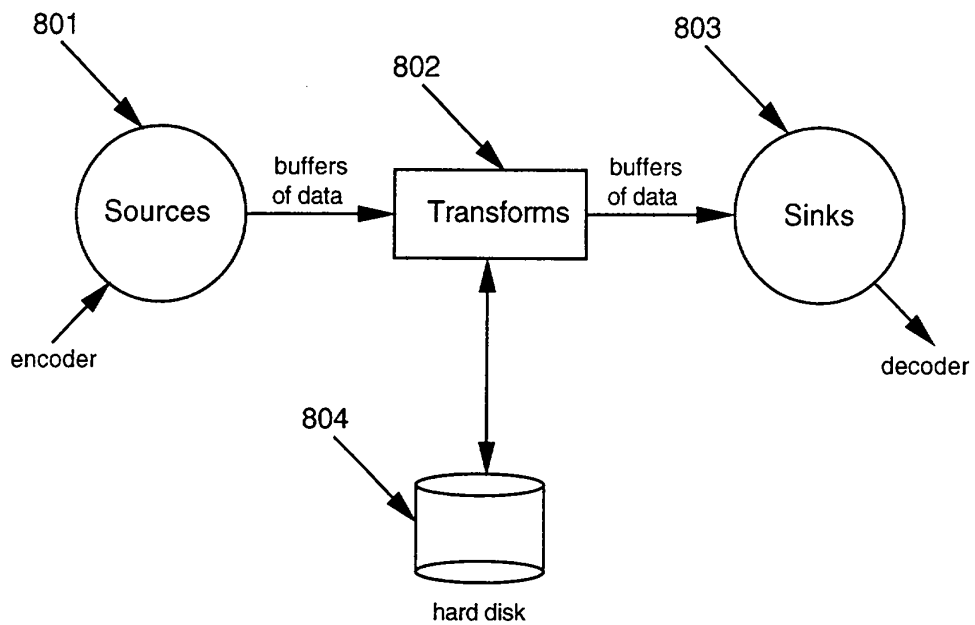 801
802
803
buffers
of data
buffers
of data
Sources
Transforms
Sinks
encoder
decoder
804
hard disk